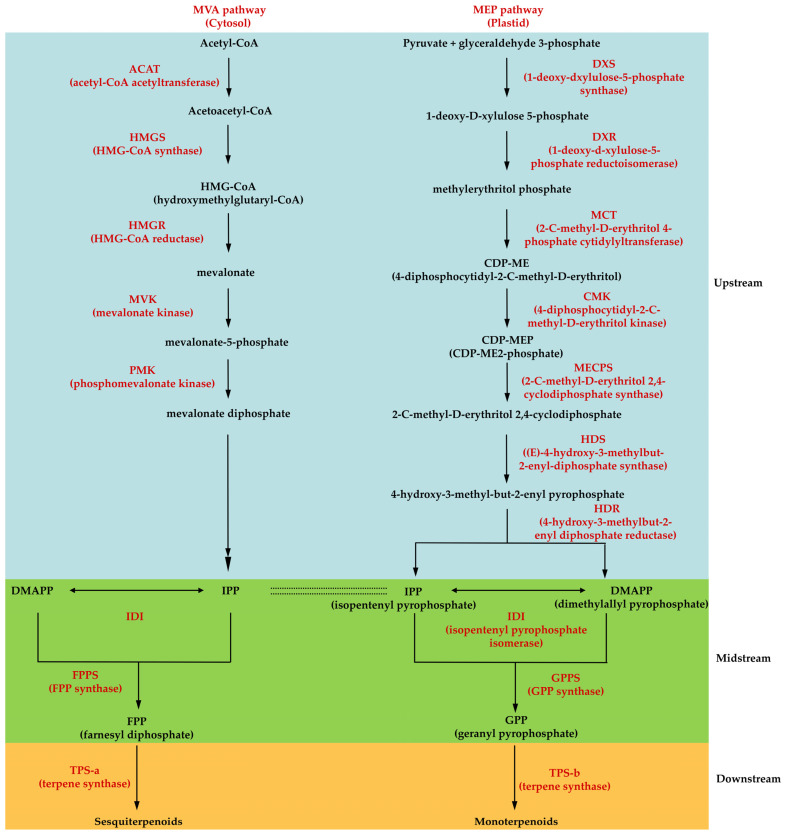 MVA pathway
(Cytosol)
MEP pathway
(Plastid)
Acetyl-CoA
ACAT
(acetyl-CoA acetyltransferase)
Acetoacetyl-CoA
HMGS
(HMG-CoA synthase)
HMG-CoA
(hydroxymethylglutaryl-CoA)
HMGR
(HMG-CoA reductase)
mevalonate
MVK
(mevalonate kinase)
mevalonate-5-phosphate
PMK
(phosphomevalonate kinase)
mevalonate diphosphate
Pyruvate + glyceraldehyde 3-phosphate
DXS
(1-deoxy-dxylulose-5-phosphate
synthase)
1-deoxy-D-xylulose 5-phosphate
DXR
(1-deoxy-d-xylulose-5-
phosphate reductoisomerase)
methylerythritol phosphate
MCT
(2-C-methyl-D-erythritol 4-
phosphate cytidylyltransferase)
CDP-ME
(4-diphosphocytidyl-2-C-methyl-D-erythritol)
CMK
(4-diphosphocytidyl-2-C-
methyl-D-erythritol kinase)
CDP-MEP
(CDP-ME2-phosphate)
MECPS
(2-C-methyl-D-erythritol 2,4-
cyclodiphosphate synthase)
2-C-methyl-D-erythritol 2,4-cyclodiphosphate
HDS
((E)-4-hydroxy-3-methylbut-
2-enyl-diphosphate synthase)
4-hydroxy-3-methyl-but-2-enyl pyrophosphate
HDR
(4-hydroxy-3-methylbut-2-
enyl diphosphate reductase)
Upstream
DMAPP
IPP
IDI
FPPS
(FPP synthase)
FPP
(farnesyl diphosphate)
IPP
(isopentenyl pyrophosphate)
DMAPP
(dimethylallyl pyrophosphate)
IDI
(isopentenyl pyrophosphate
isomerase)
GPPS
(GPP synthase)
GPP
(geranyl pyrophosphate)
Midstream
TPS-a
(terpene synthase)
Sesquiterpenoids
TPS-b
(terpene synthase)
Monoterpenoids
Downstream